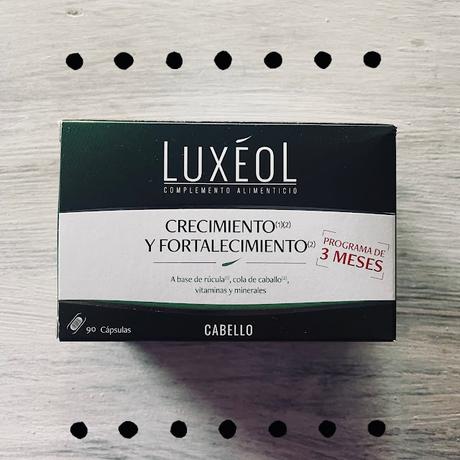 LUXÉOL
COMPLEMENTO ALIMENTICIO
CRECIMIENTO(1)(2)
Y FORTALECIMIENTO(2)
PROGRAMA DE
3 MESES
A base de rúcula(1), cola de caballo(2),
vitaminas y minerales
90 Cápsulas
CABELLO